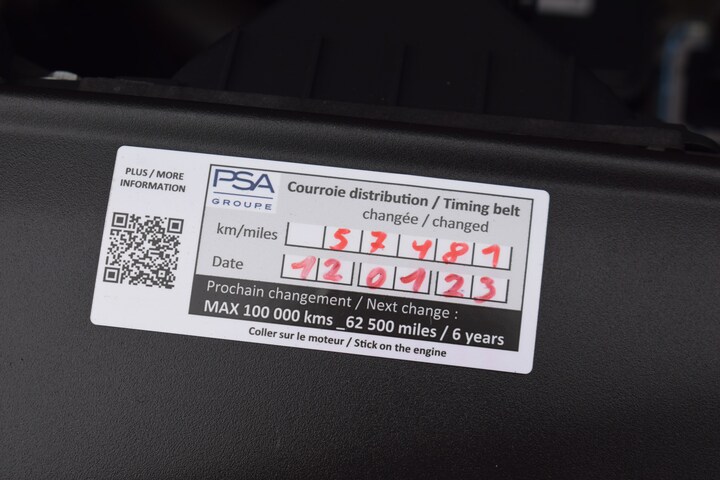 PLUS / MORE
INFORMATION
PSA
GROUPE
Courroie distribution / Timing belt
changée / changed
km/miles 57481
Date 120123
Prochain changement / Next change :
MAX 100 000 kms _62 500 miles / 6 years
Coller sur le moteur / Stick on the engine